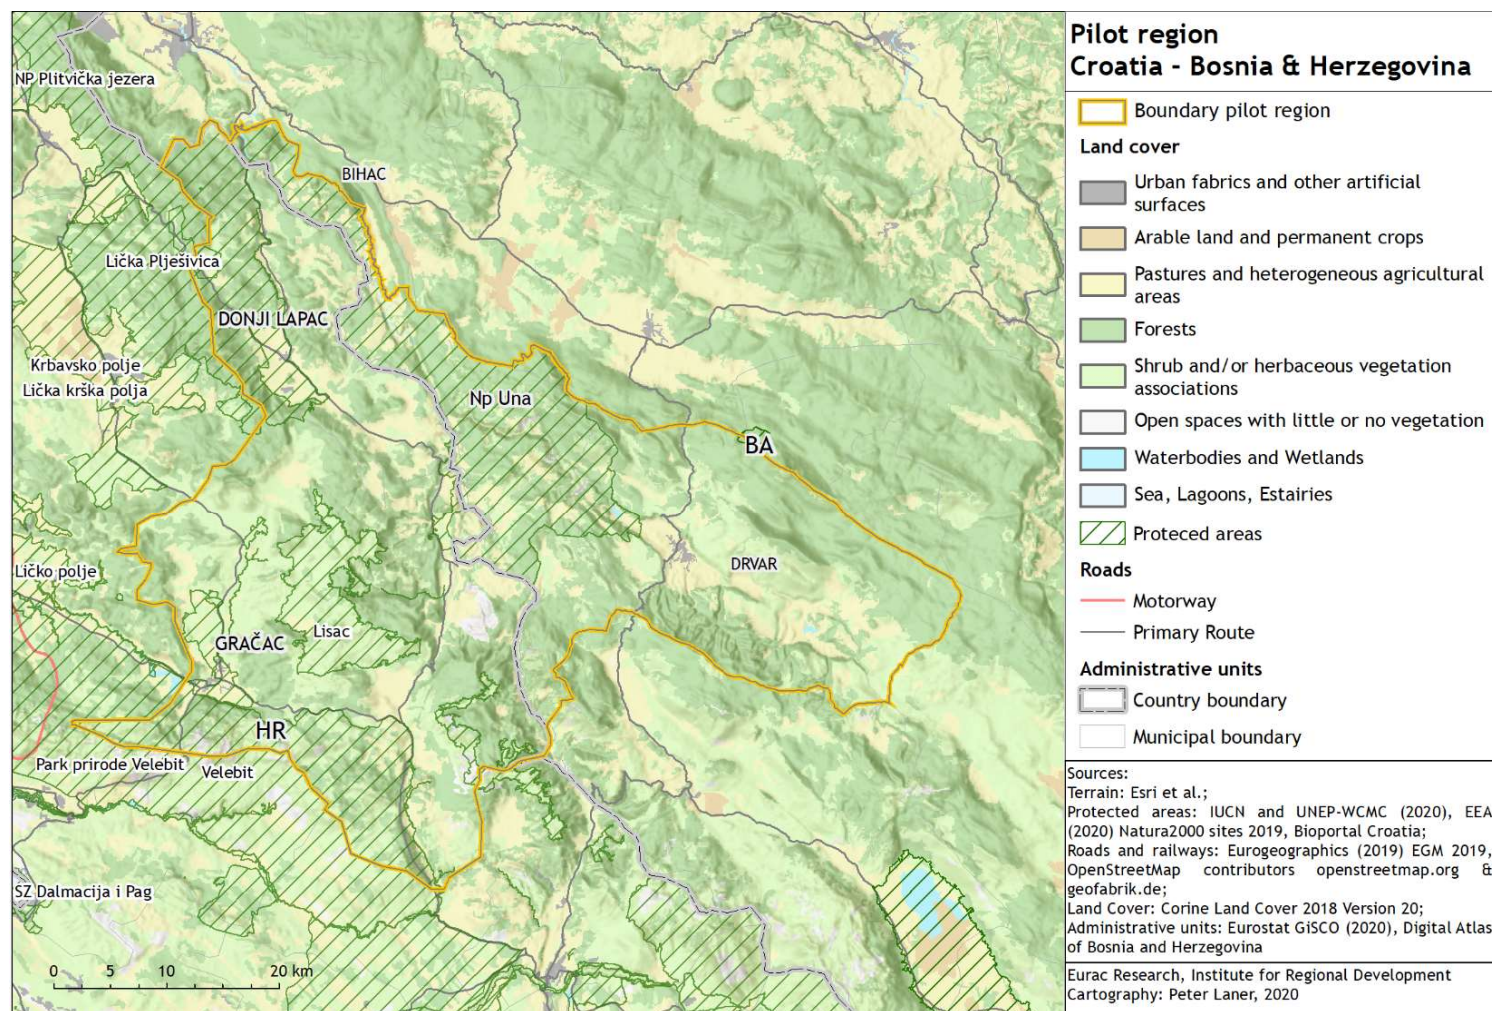 NP Plitvička jezera
BIHAC
Lička Plješivica
DONJI LAPAC
Krbavsko polje
Lička krška polja
Np Una
BA
Ličko polje
DRVAR
GRAČAC
Lisac
HR
Park prirode Velebit
Velebit
SZ Dalmacija i Pag
0 5 10 20 km
Pilot region
Croatia - Bosnia & Herzegovina
Boundary pilot region
Land cover
Urban fabrics and other artificial
surfaces
Arable land and permanent crops
Pastures and heterogeneous agricultural
areas
Forests
Shrub and/or herbaceous vegetation
associations
Open spaces with little or no vegetation
Waterbodies and Wetlands
Sea, Lagoons, Estairies
Proteced areas
Roads
Motorway
Primary Route
Administrative units
Country boundary
Municipal boundary
Sources:
Terrain: Esri et al.;
Protected areas: IUCN and UNEP-WCMC (2020), EEA
(2020) Natura2000 sites 2019, Bioportal Croatia;
Roads and railways: Eurogeographics (2019) EGM 2019,
OpenStreetMap contributors openstreetmap.org &
geofabrik.de;
Land Cover: Corine Land Cover 2018 Version 20;
Administrative units: Eurostat GiSCO (2020), Digital Atlas
of Bosnia and Herzegovina
Eurac Research, Institute for Regional Development
Cartography: Peter Laner, 2020